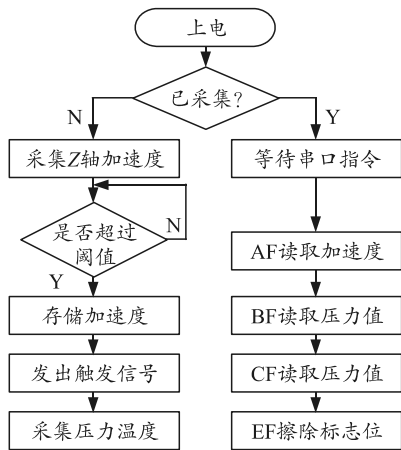 上电
已采集?
N
Y
采集Z轴加速度
等待串口指令
是否超过
阈值
N
Y
AF读取加速度
存储加速度
BF读取压力值
发出触发信号
CF读取压力值
采集压力温度
EF擦除标志位